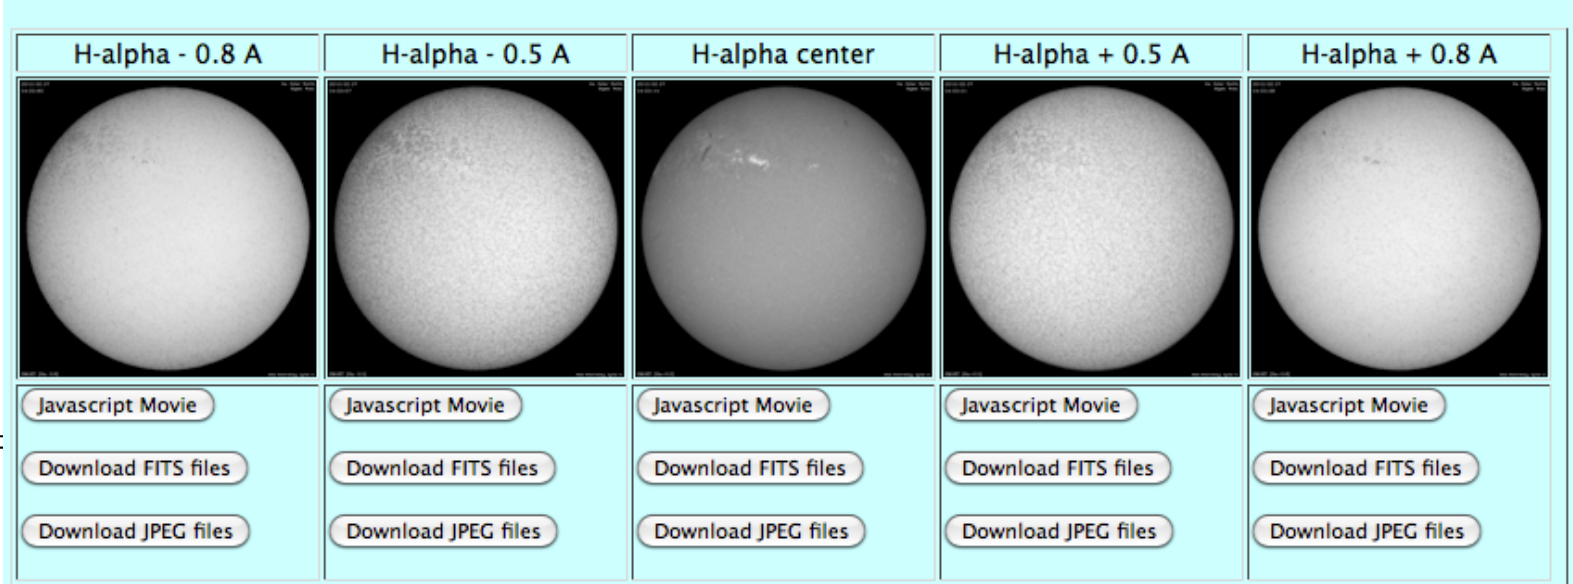 H-alpha - 0.8 A
H-alpha - 0.5 A
H-alpha center
H-alpha + 0.5 A
H-alpha + 0.8 A
Javascript Movie
Javascript Movie
Javascript Movie
Javascript Movie
Javascript Movie
Download FITS files
Download FITS files
Download FITS files
Download FITS files
Download FITS files
Download JPEG files
Download JPEG files
Download JPEG files
Download JPEG files
Download JPEG files